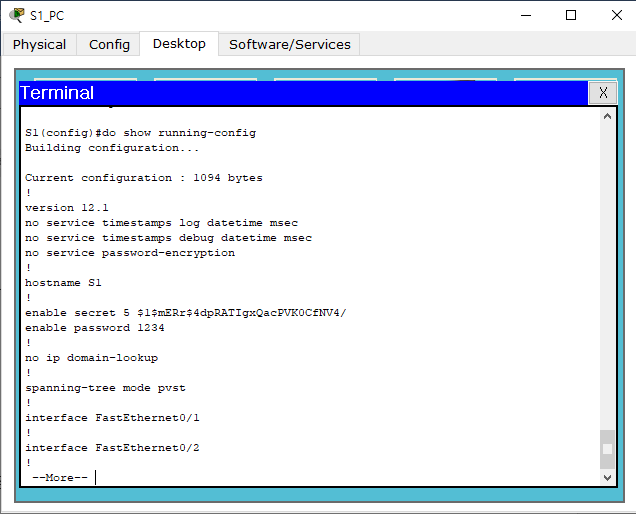 S1_PC
Physical Config Desktop Software/Services
Terminal X
S1(config)#do show running-config
Building configuration...
Current configuration : 1094 bytes
!
version 12.1
no service timestamps log datetime msec
no service timestamps debug datetime msec
no service password-encryption
!
hostname S1
!
enable secret 5 $1$mERr$4dpRATIgxQacPVK0CfNV4/
enable password 1234
!
no ip domain-lookup
!
spanning-tree mode pvst
!
interface FastEthernet0/1
!
interface FastEthernet0/2
!
--More--